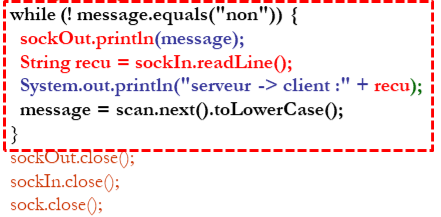 while (! message.equals("non")) {
sockOut.println(message);
String recu = sockIn.readLine();
System.out.println("serveur -> client :" + recu);
message = scan.next().toLowerCase();
}
sockOut.close();
sockIn.close();
sock.close();